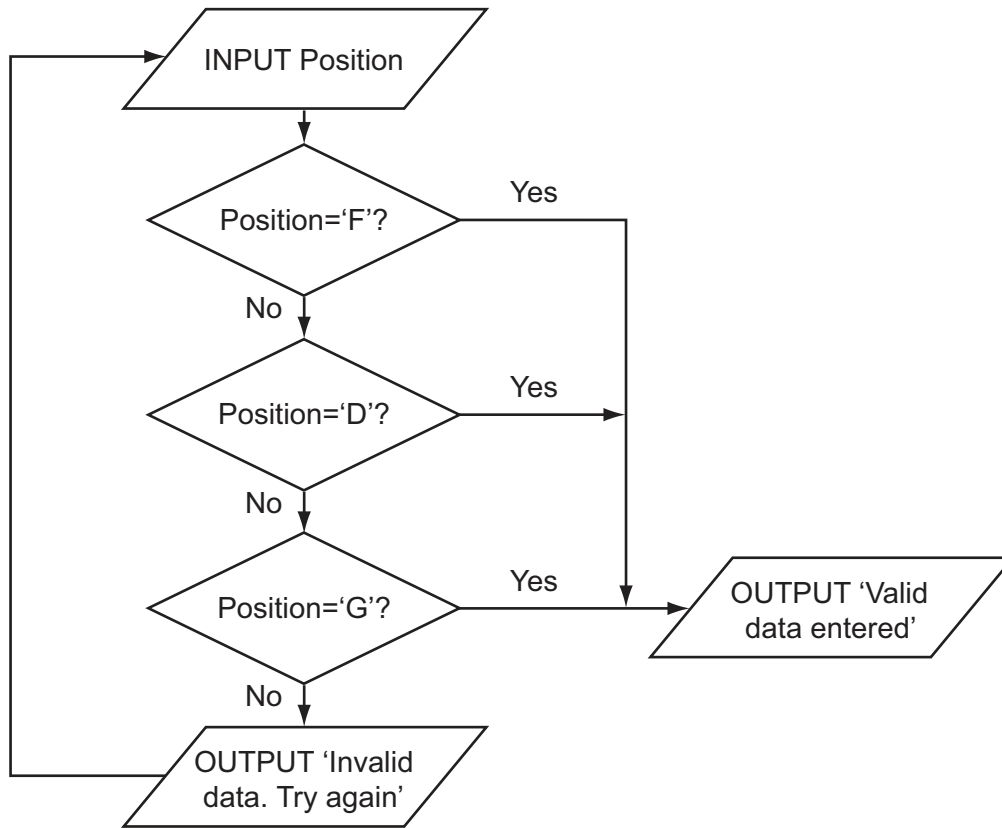 INPUT Position
Yes
Position=‘F’?
No
Yes
Position=‘D’?
No
Yes
Position=‘G’?
OUTPUT ‘Valid
data entered’
No
OUTPUT ‘Invalid
data. Try again’